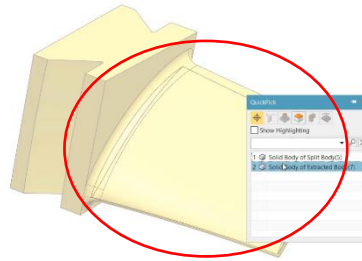 QuickPick
Show Highlighting
1 Solid Body of Split Body(5)
2 Solid Body of Extracted Body(7)